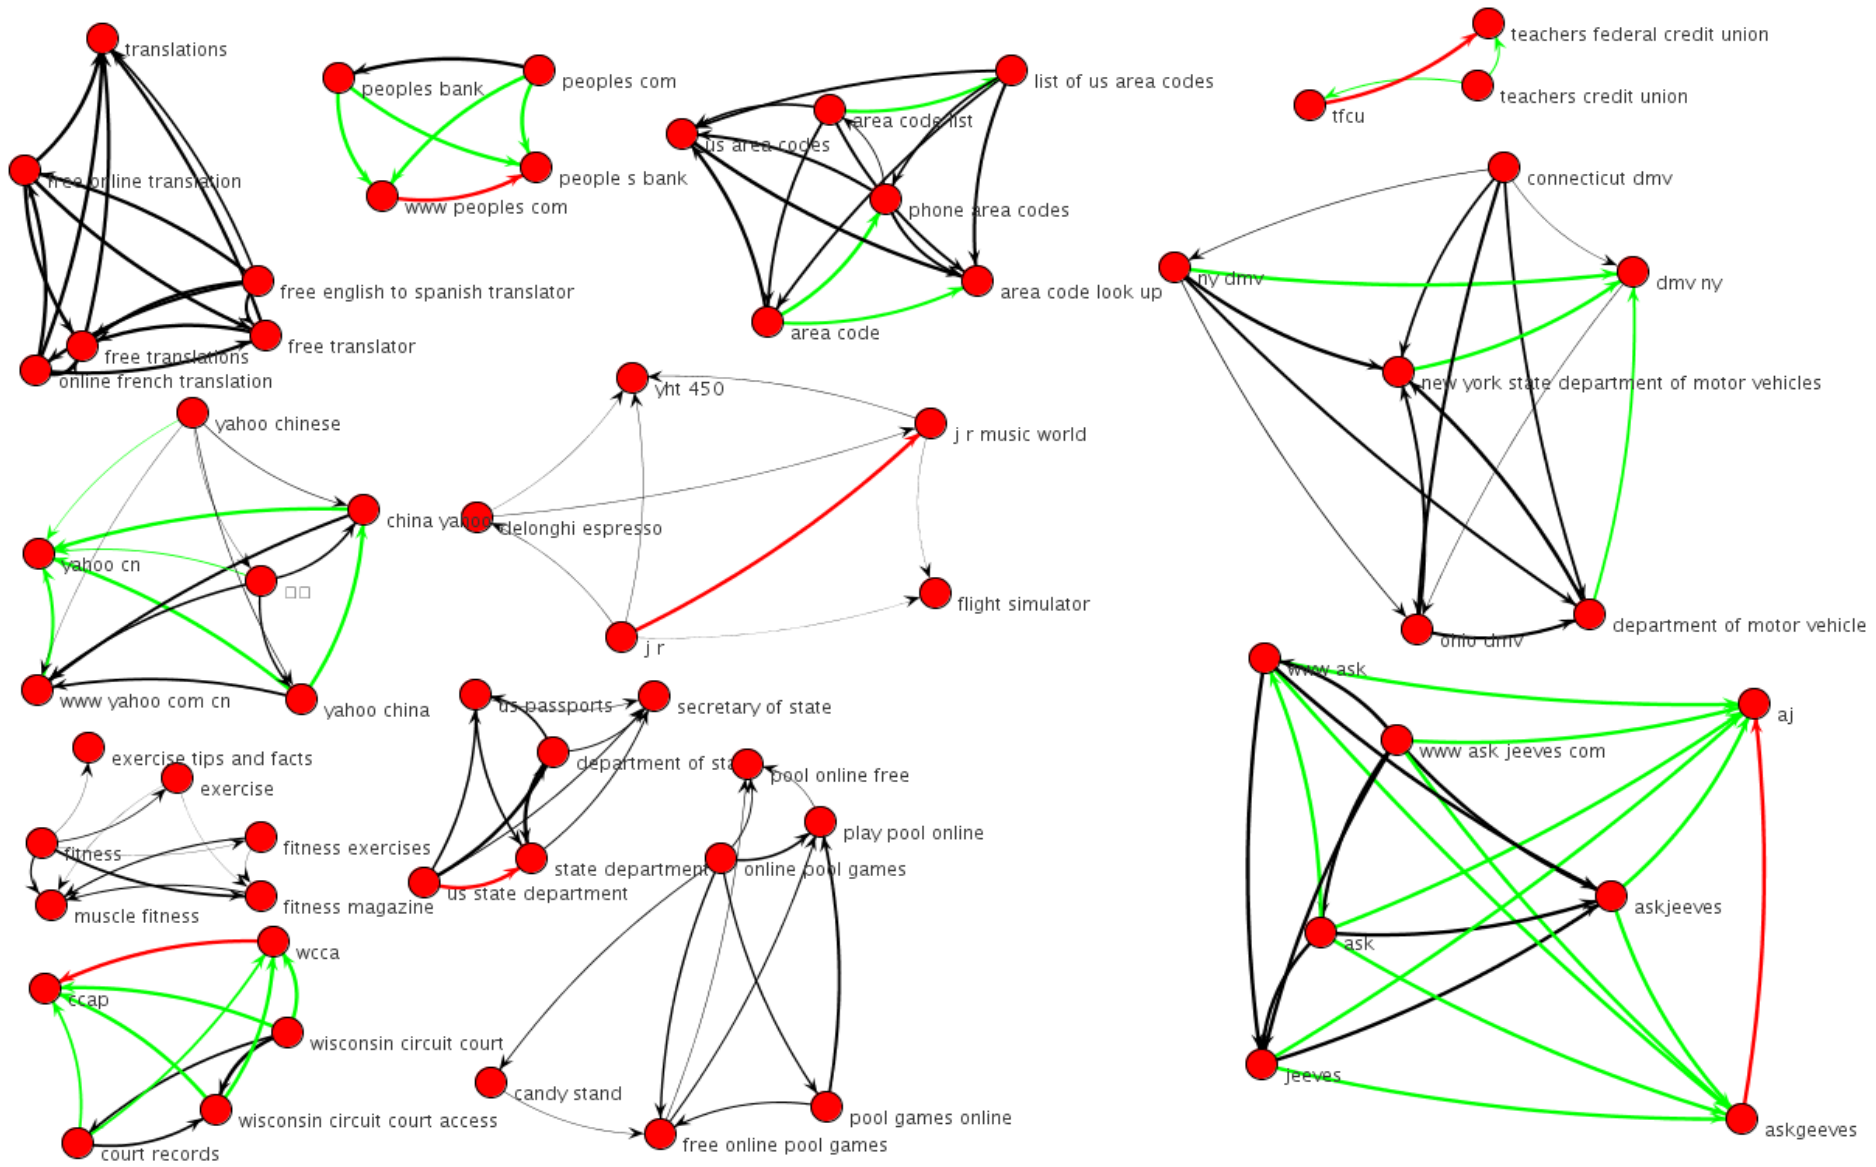 translations
free online translation
free english to spanish translator
free translator
free translations
online french translation
peoples bank
peoples com
people s bank
www peoples com
list of us area codes
area code list
us area codes
phone area codes
area code look up
area code
teachers federal credit union
teachers credit union
tfcu
connecticut dmv
ny dmv
dmv ny
new york state department of motor vehicles
ohio dmv
department of motor vehicle
yahoo chinese
china yahoo
yahoo cn
www yahoo com cn
yahoo china
yht 450
j r music world
delonghi espresso
flight simulator
j r
us passports
secretary of state
department of sta
state department
us state department
exercise tips and facts
exercise
fitness
fitness exercises
muscle fitness
fitness magazine
pool online free
play pool online
online pool games
candy stand
pool games online
free online pool games
wcca
ccap
wisconsin circuit court
wisconsin circuit court access
court records
www ask
aj
www ask jeeves com
askjeeves
ask
jeeves
askgeeves